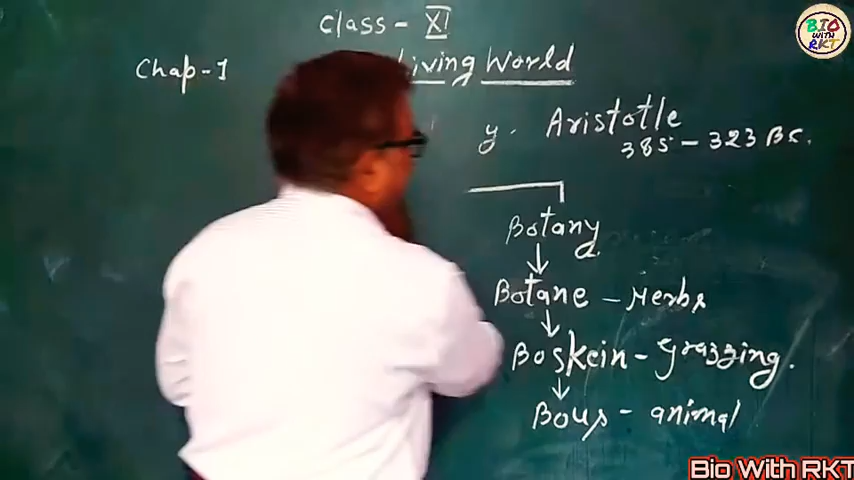 Class - XI
Chap-1 Living World
y. Aristotle
385 - 323 BC.
Botany
Botane - Herbs
Boskein - grazzing.
Bous - animal
BIO
WITH
RKT
Bio With RKT